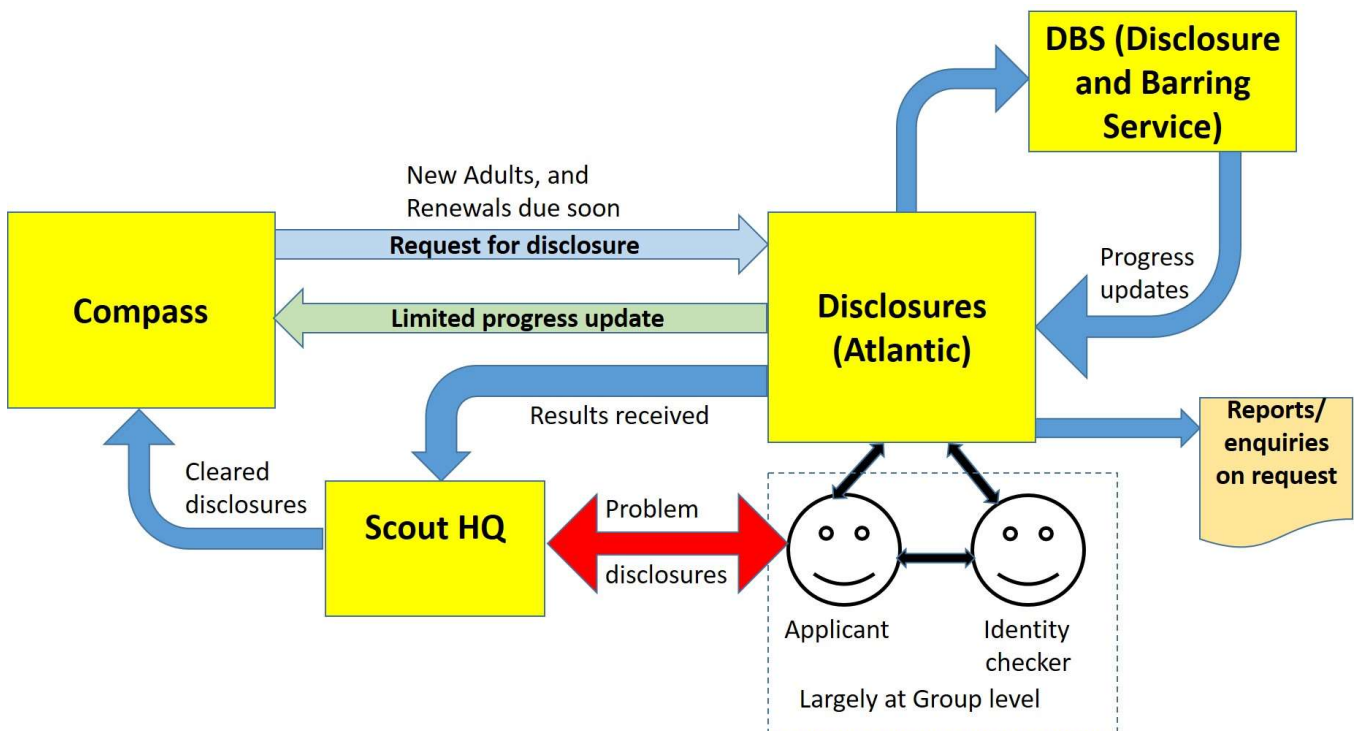 DBS (Disclosure
and Barring
Service)
New Adults, and
Renewals due soon
Request for disclosure
Compass
Limited progress update
Disclosures
(Atlantic)
Progress
updates
Results received
Reports/
enquiries
on request
Cleared
disclosures
Scout HQ
Problem
disclosures
Applicant
Identity
checker
Largely at Group level